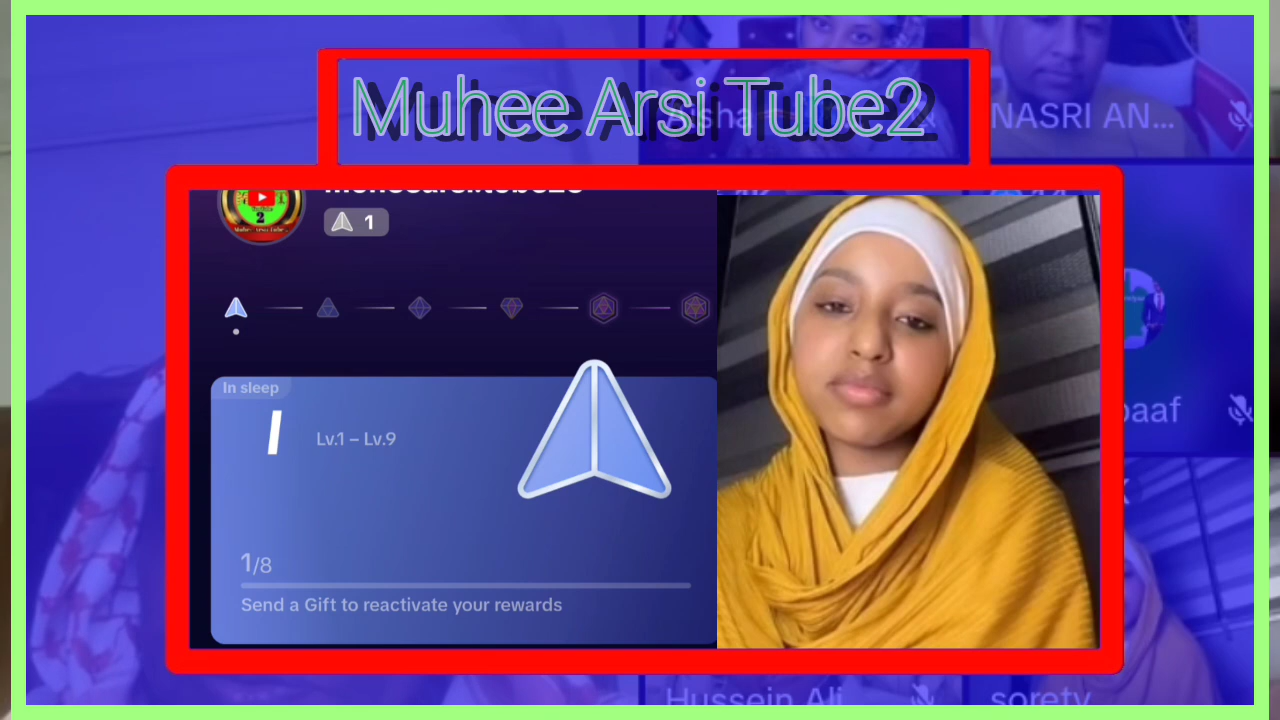 Muhee Arsi Tube2
NASRI AN...
1
In sleep
1
Lv.1 – Lv.9
1/8
Send a Gift to reactivate your rewards
Hussein Ali
sorety